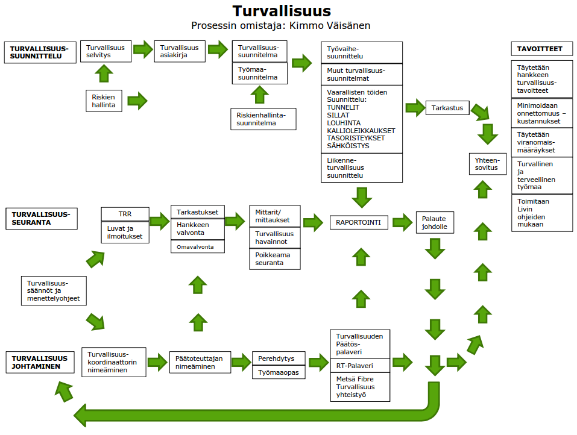 Turvallisuus
Prosessin omistaja: Kimmo Väisänen
TURVALLISUUS-
SUUNNITTELU
Turvallisuus
selvitys
Turvallisuus
asiakirja
Turvallisuus-
suunnitelma
Työmaa-
suunnitelma
Riskien
hallinta
Riskienhallinta-
suunnitelma
Työvaihe-
suunnittelu
Muut turvallisuus-
suunnitelmat
Vaarallisten töiden
Suunnittelu:
TUNNELIT
SILLAT
LOUHINTA
KALLIOLEIKKAUKSET
TASORISTEYKSET
SÄHKÖISTYS
Liikenne-
turvallisuus
suunnittelu
Tarkastus
Yhteen-
sovitus
TAVOITTEET
Täytetään
hankkeen
turvallisuus-
tavoitteet
Minimoidaan
onnettomuus –
kustannukset
Täytetään
viranomais-
määräykset
Turvallinen
ja
terveellinen
työmaa
Toimitaan
Livin
ohjeiden
mukaan
TURVALLISUUS-
SEURANTA
TRR
Luvat ja
ilmoitukset
Tarkastukset
Hankkeen
valvonta
Omavalvonta
Mittarit/
mittaukset
Turvallisuus
havainnot
Poikkeama
seuranta
RAPORTOINTI
Palaute
johdolle
Turvallisuus-
säännöt ja
menettelyohjeet
TURVALLISUUS
JOHTAMINEN
Turvallisuus-
koordinaattorin
nimeäminen
Päätoteuttajan
nimeäminen
Perehdytys
Työmaaopas
Turvallisuuden
Päätös-
palaveri
RT-Palaveri
Metsä Fibre
Turvallisuus
yhteistyö